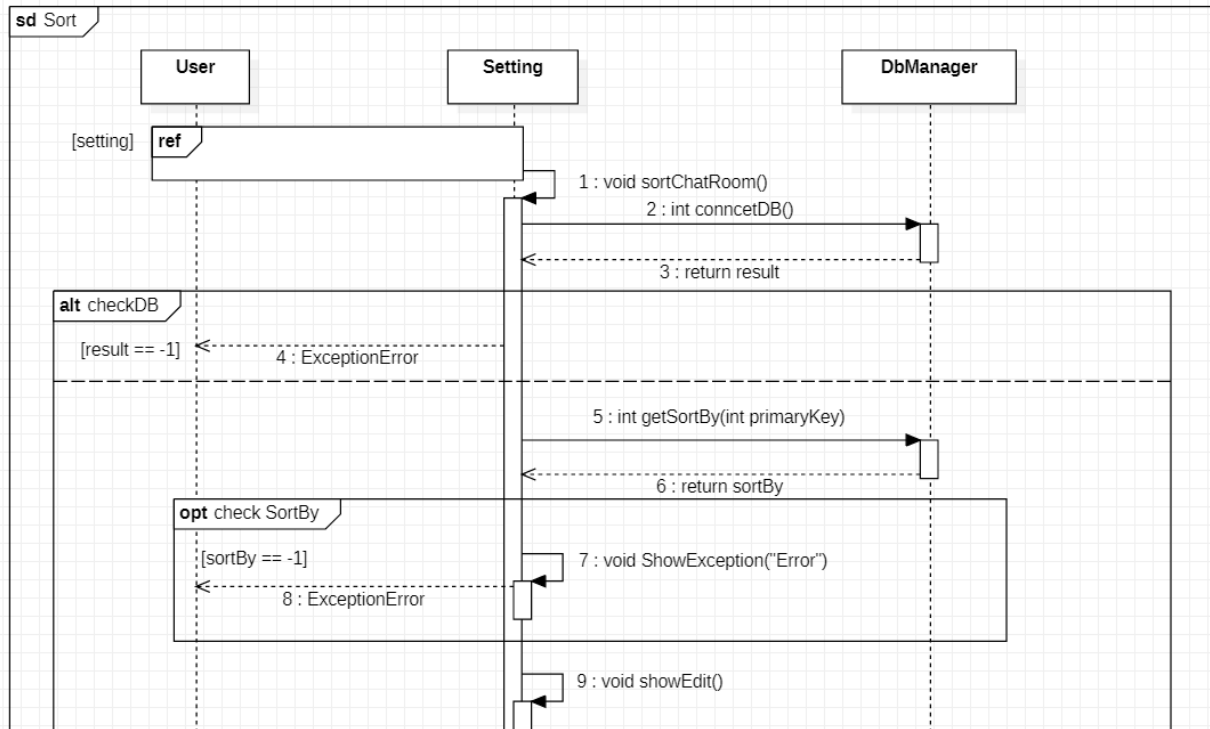 sd Sort
User
Setting
DbManager
[setting]
ref
1 : void sortChatRoom()
2 : int conncetDB()
3 : return result
alt checkDB
[result == -1]
4 : ExceptionError
5 : int getSortBy(int primaryKey)
6 : return sortBy
opt check SortBy
[sortBy == -1]
7 : void ShowException("Error")
8 : ExceptionError
9 : void showEdit()